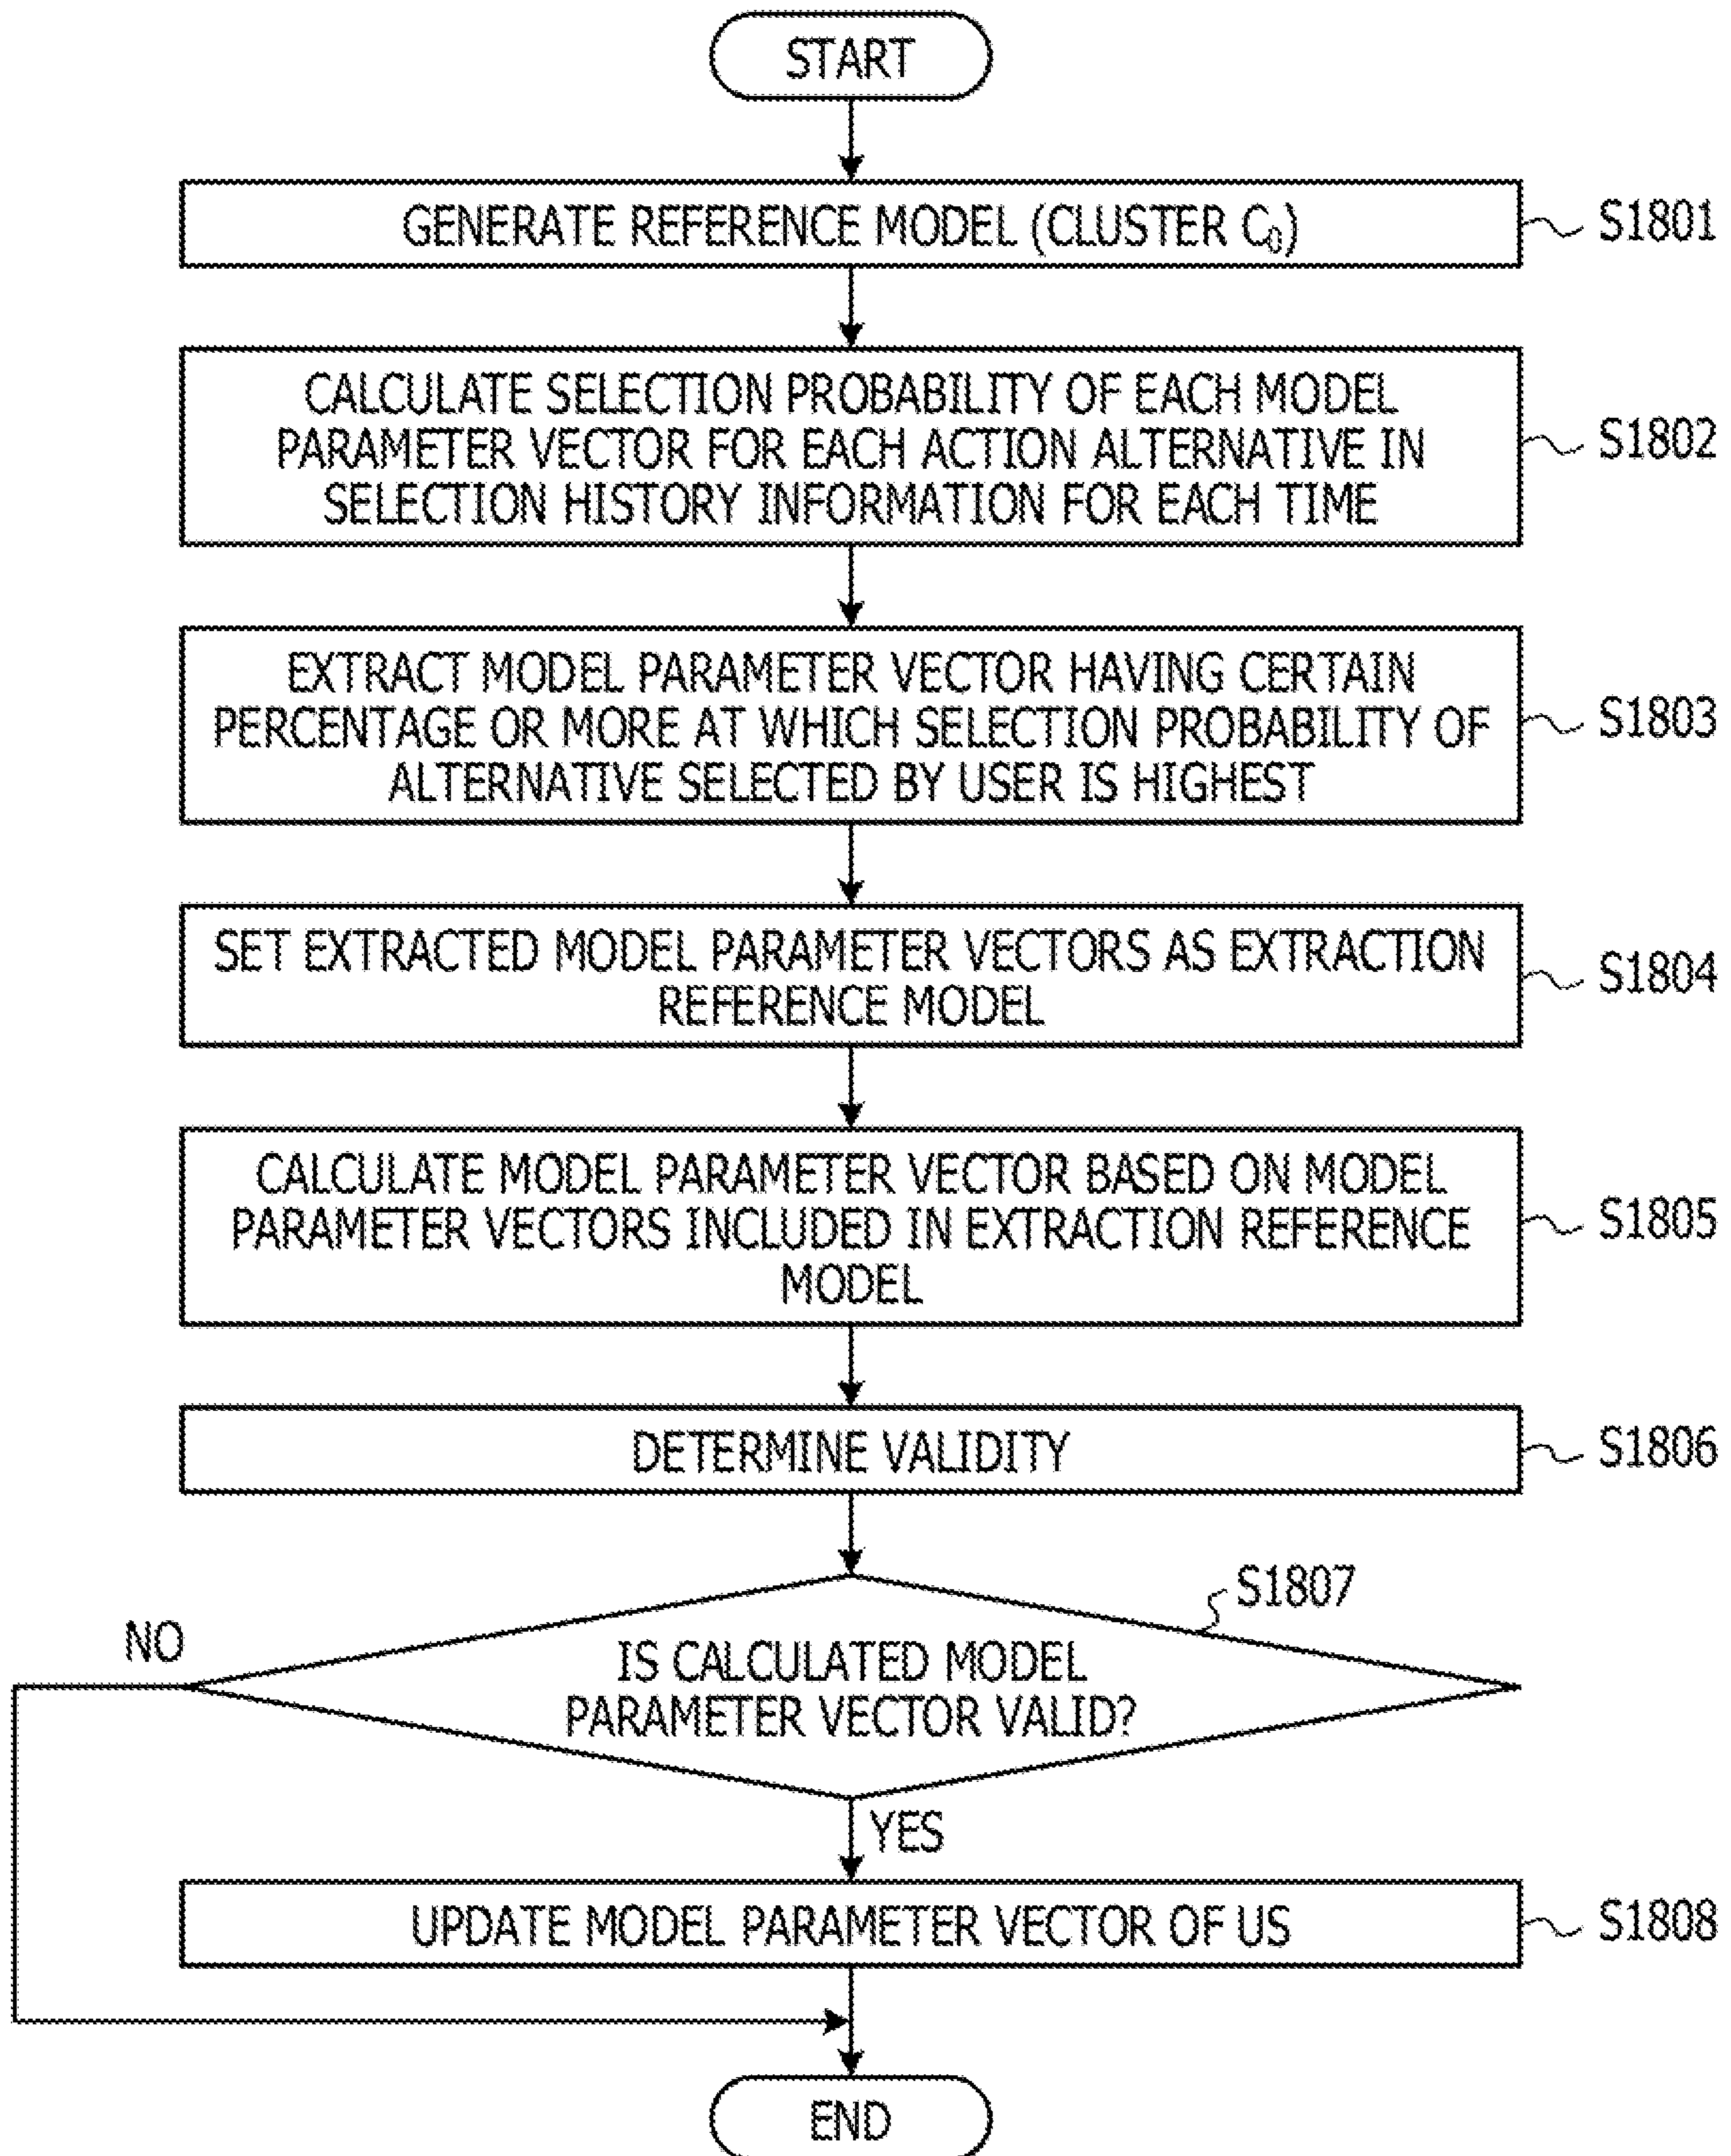 START
GENERATE REFERENCE MODEL (CLUSTER C₀)
S1801
CALCULATE SELECTION PROBABILITY OF EACH MODEL
PARAMETER VECTOR FOR EACH ACTION ALTERNATIVE IN
SELECTION HISTORY INFORMATION FOR EACH TIME
S1802
EXTRACT MODEL PARAMETER VECTOR HAVING CERTAIN
PERCENTAGE OR MORE AT WHICH SELECTION PROBABILITY OF
ALTERNATIVE SELECTED BY USER IS HIGHEST
S1803
SET EXTRACTED MODEL PARAMETER VECTORS AS EXTRACTION
REFERENCE MODEL
S1804
CALCULATE MODEL PARAMETER VECTOR BASED ON MODEL
PARAMETER VECTORS INCLUDED IN EXTRACTION REFERENCE
MODEL
S1805
DETERMINE VALIDITY
S1806
S1807
NO
IS CALCULATED MODEL
PARAMETER VECTOR VALID?
YES
UPDATE MODEL PARAMETER VECTOR OF US
S1808
END